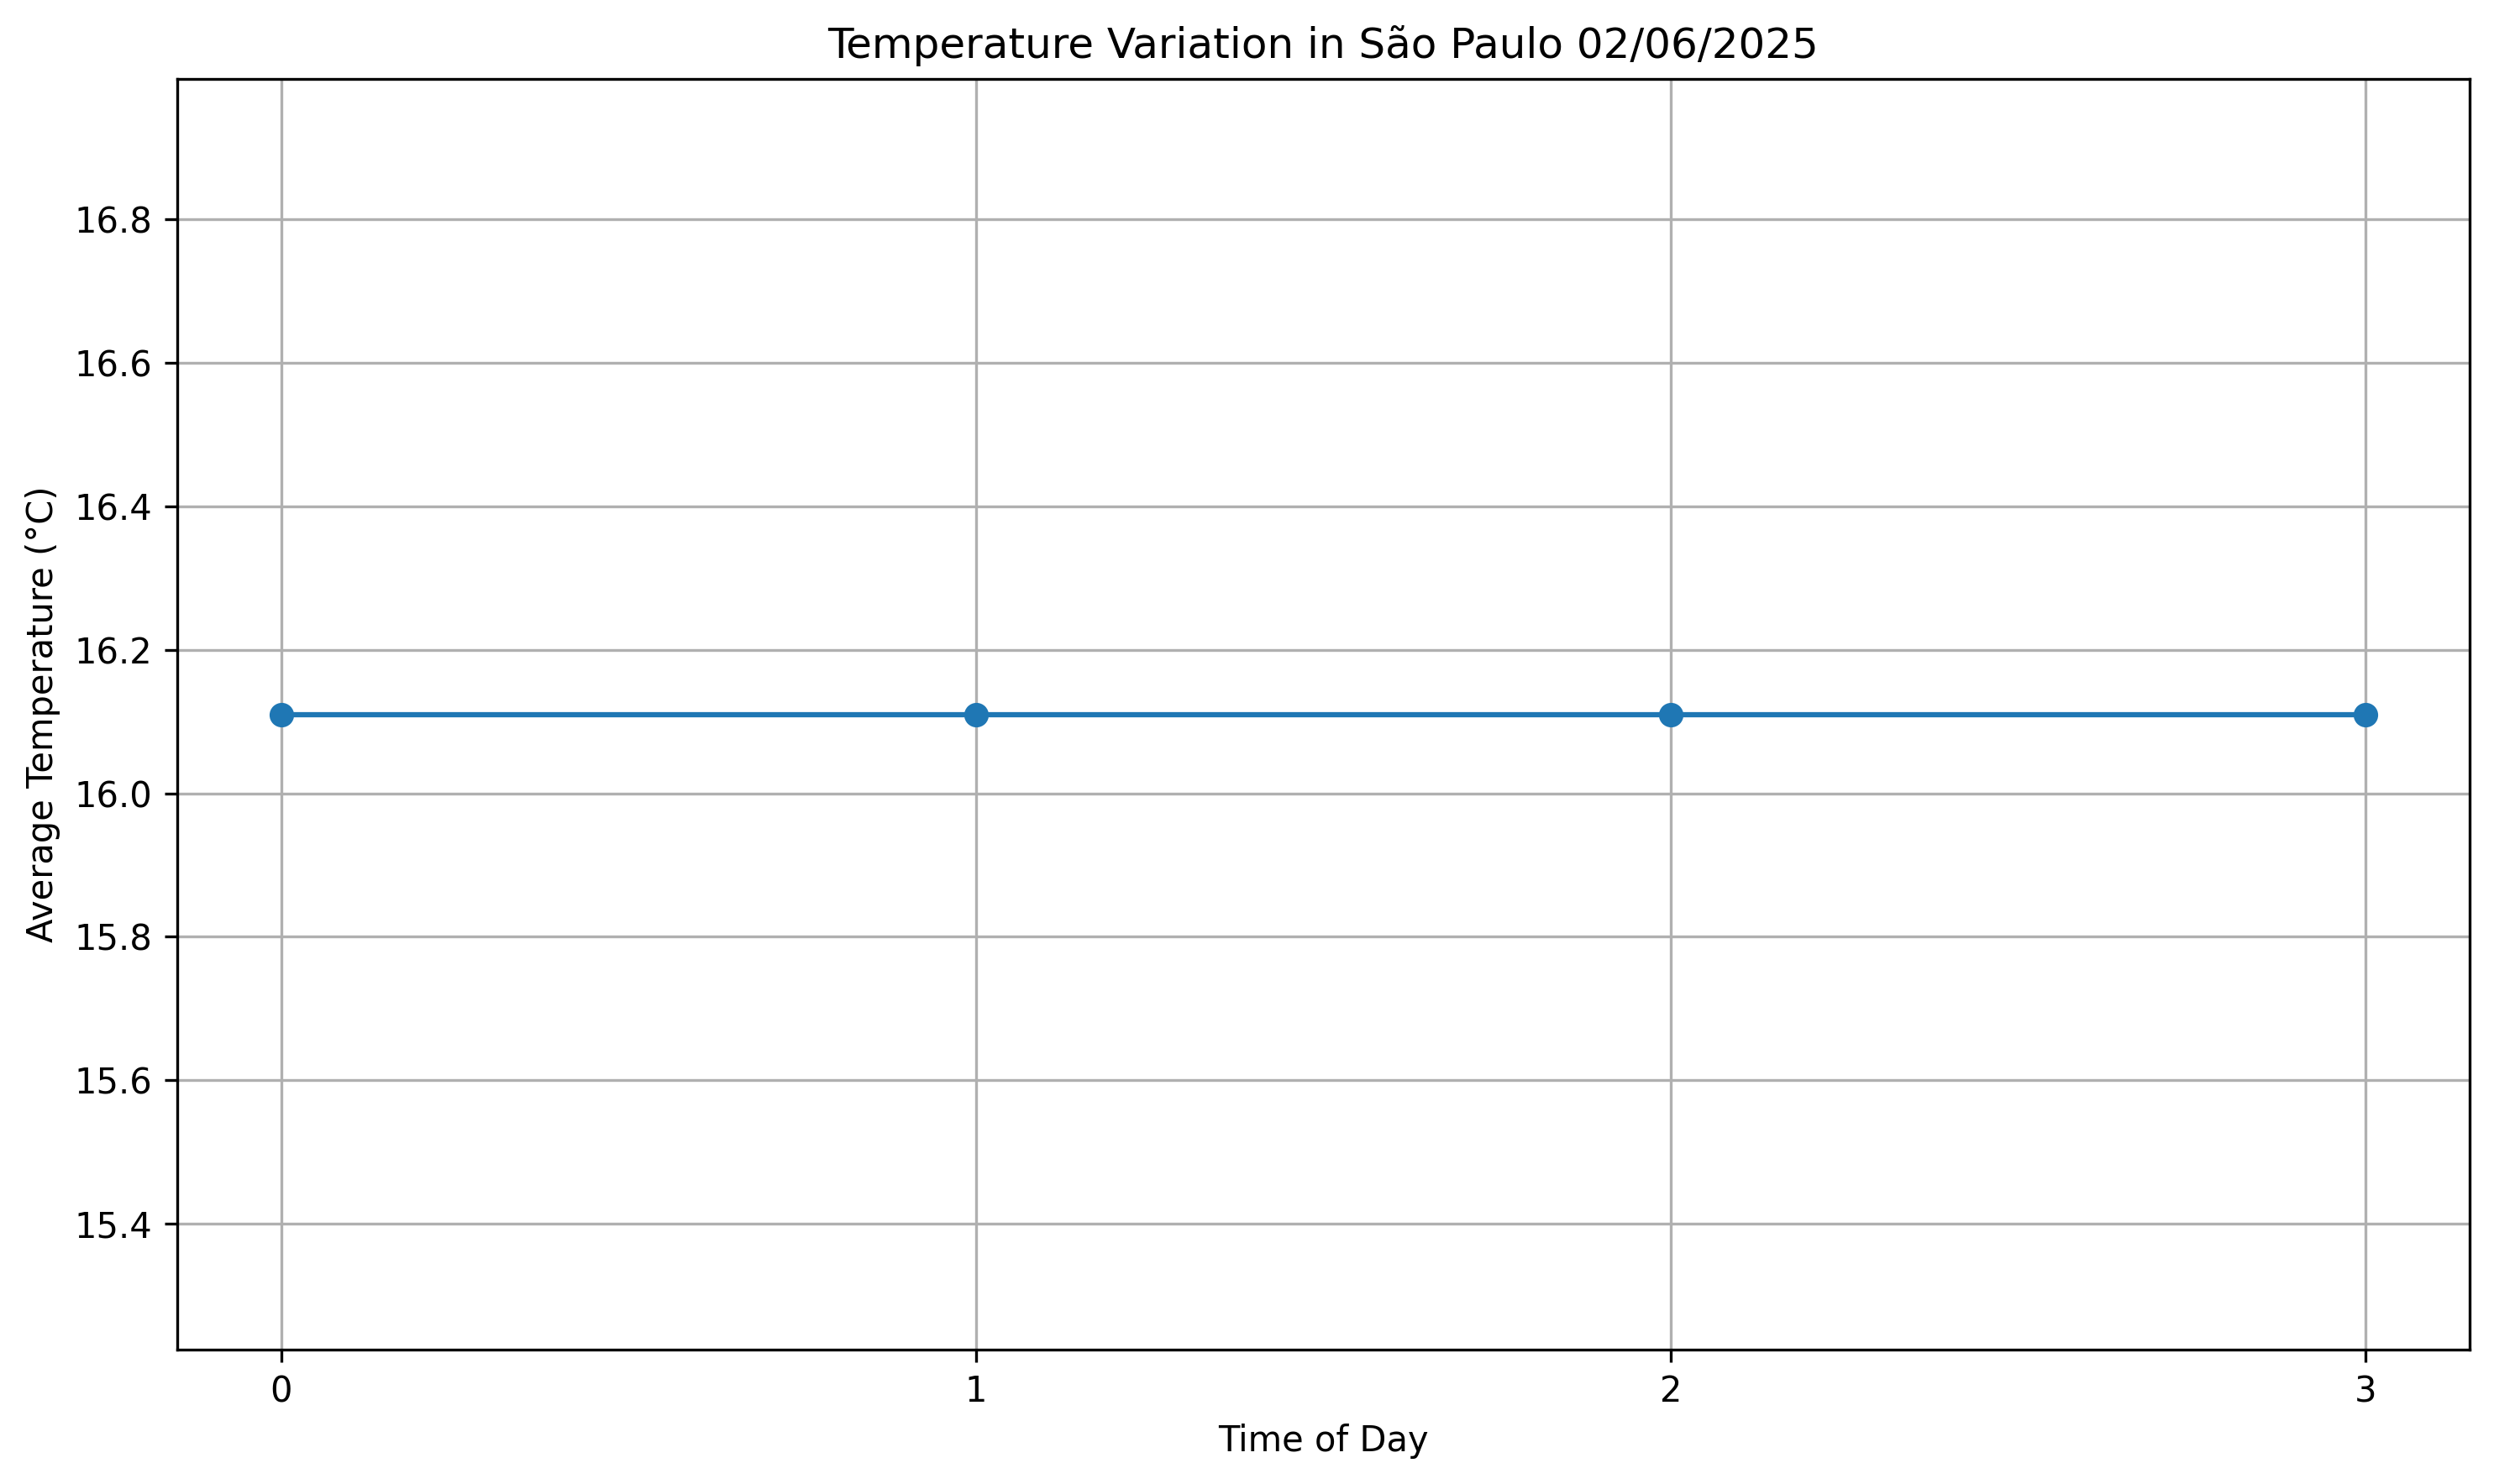 Temperature Variation in São Paulo 02/06/2025
Average Temperature (°C)
16.8
16.6
16.4
16.2
16.0
15.8
15.6
15.4
0 1 2 3
Time of Day